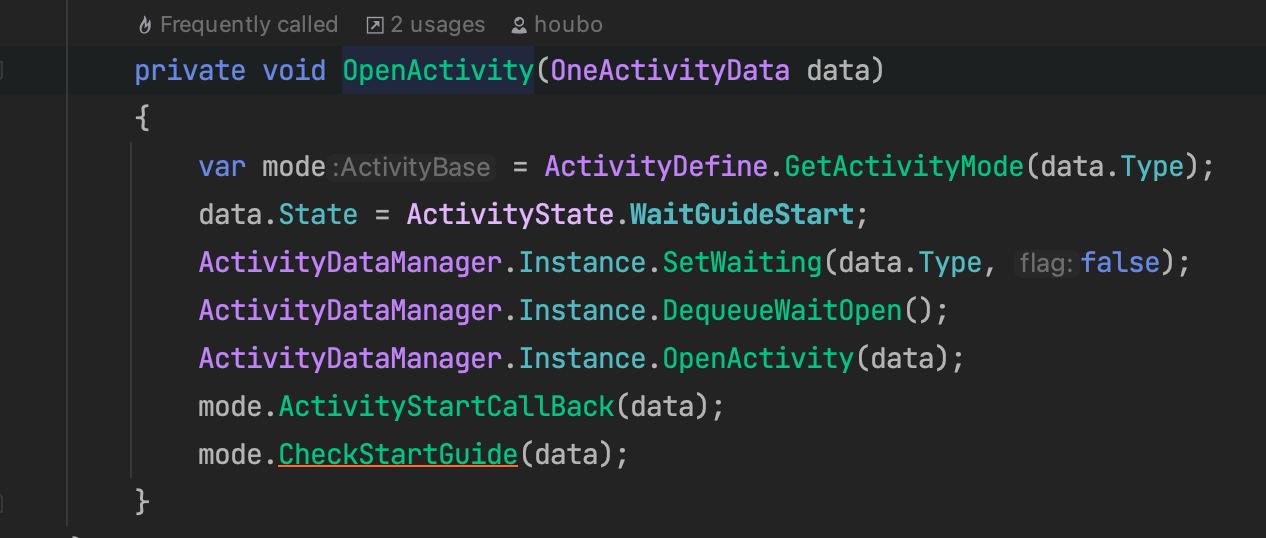 Frequently called 2 usages houbo
private void OpenActivity(OneActivityData data)
{
var mode :ActivityBase = ActivityDefine.GetActivityMode(data.Type);
data.State = ActivityState.WaitGuideStart;
ActivityDataManager.Instance.SetWaiting(data.Type, flag: false);
ActivityDataManager.Instance.DequeueWaitOpen();
ActivityDataManager.Instance.OpenActivity(data);
mode.ActivityStartCallBack(data);
mode.CheckStartGuide(data);
}